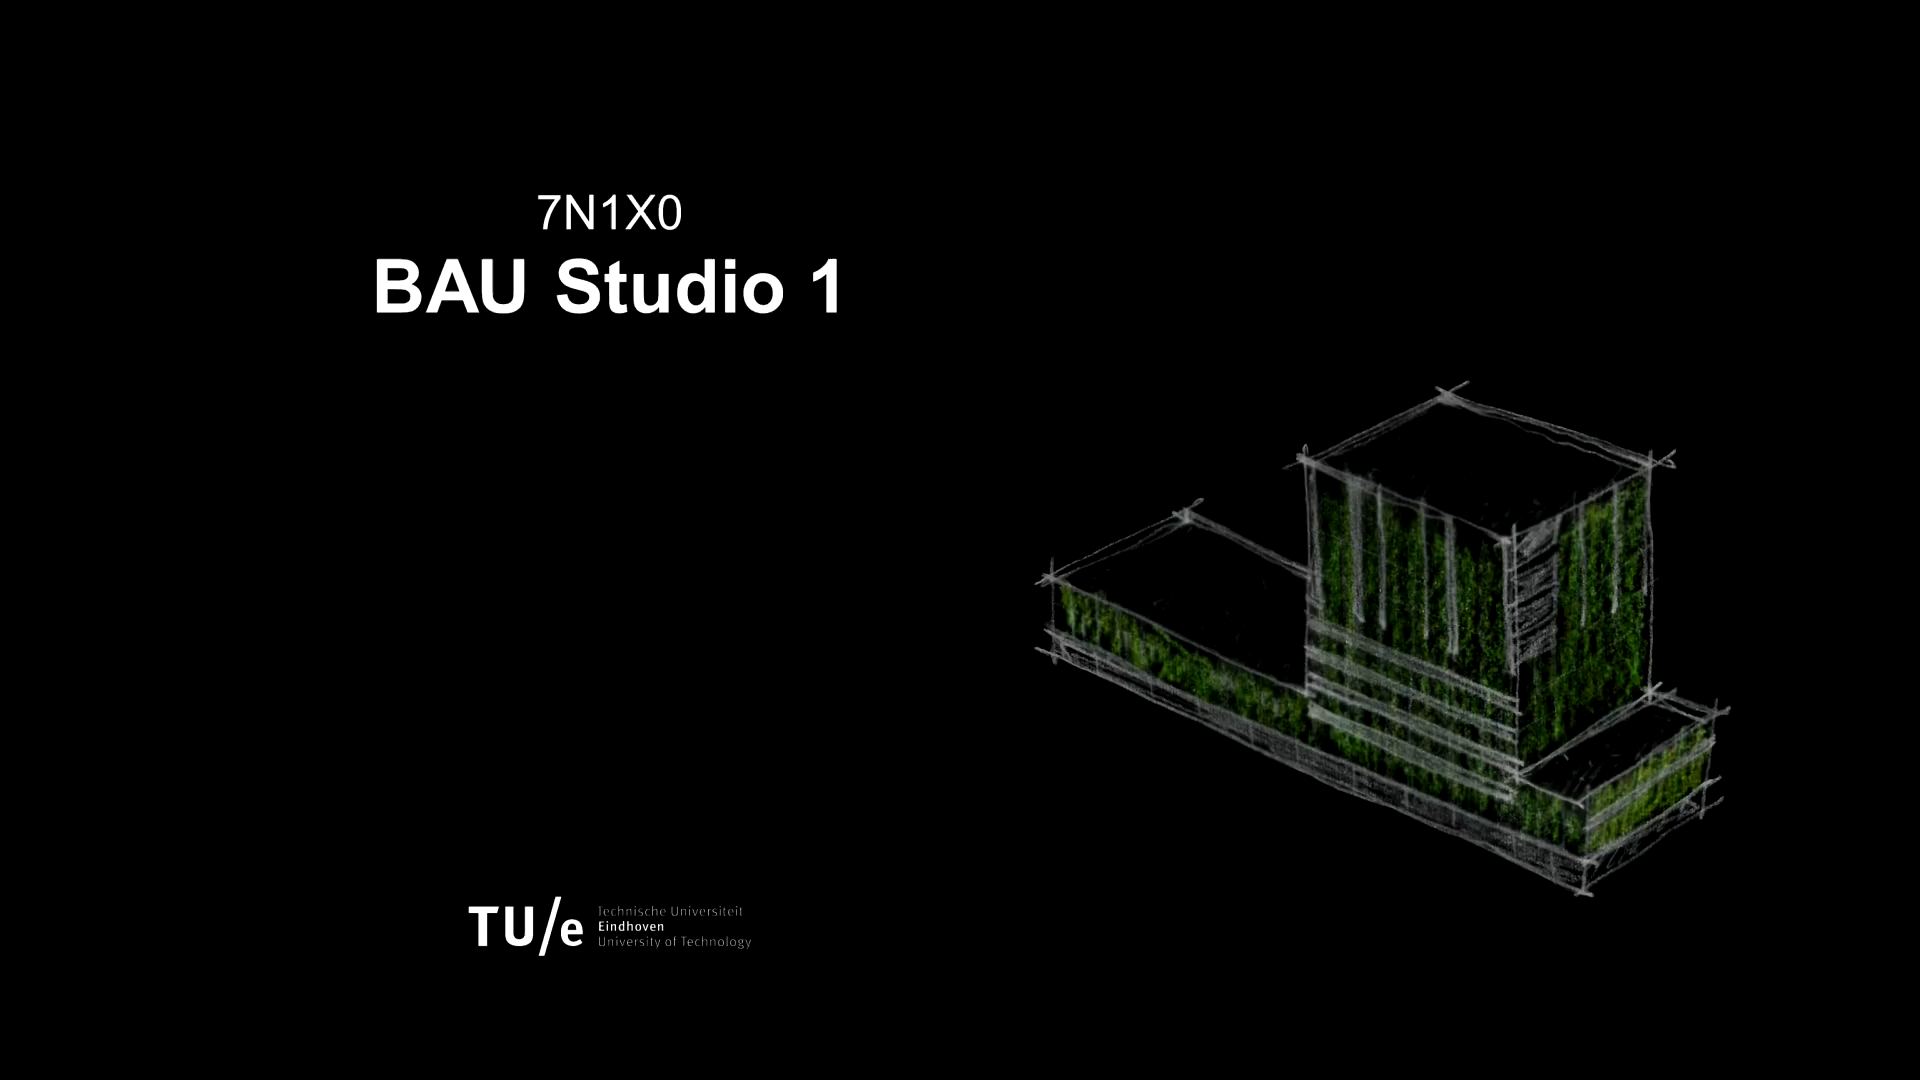 7N1X0
BAU Studio 1
TU/e
Technische Universiteit
Eindhoven
University of Technology